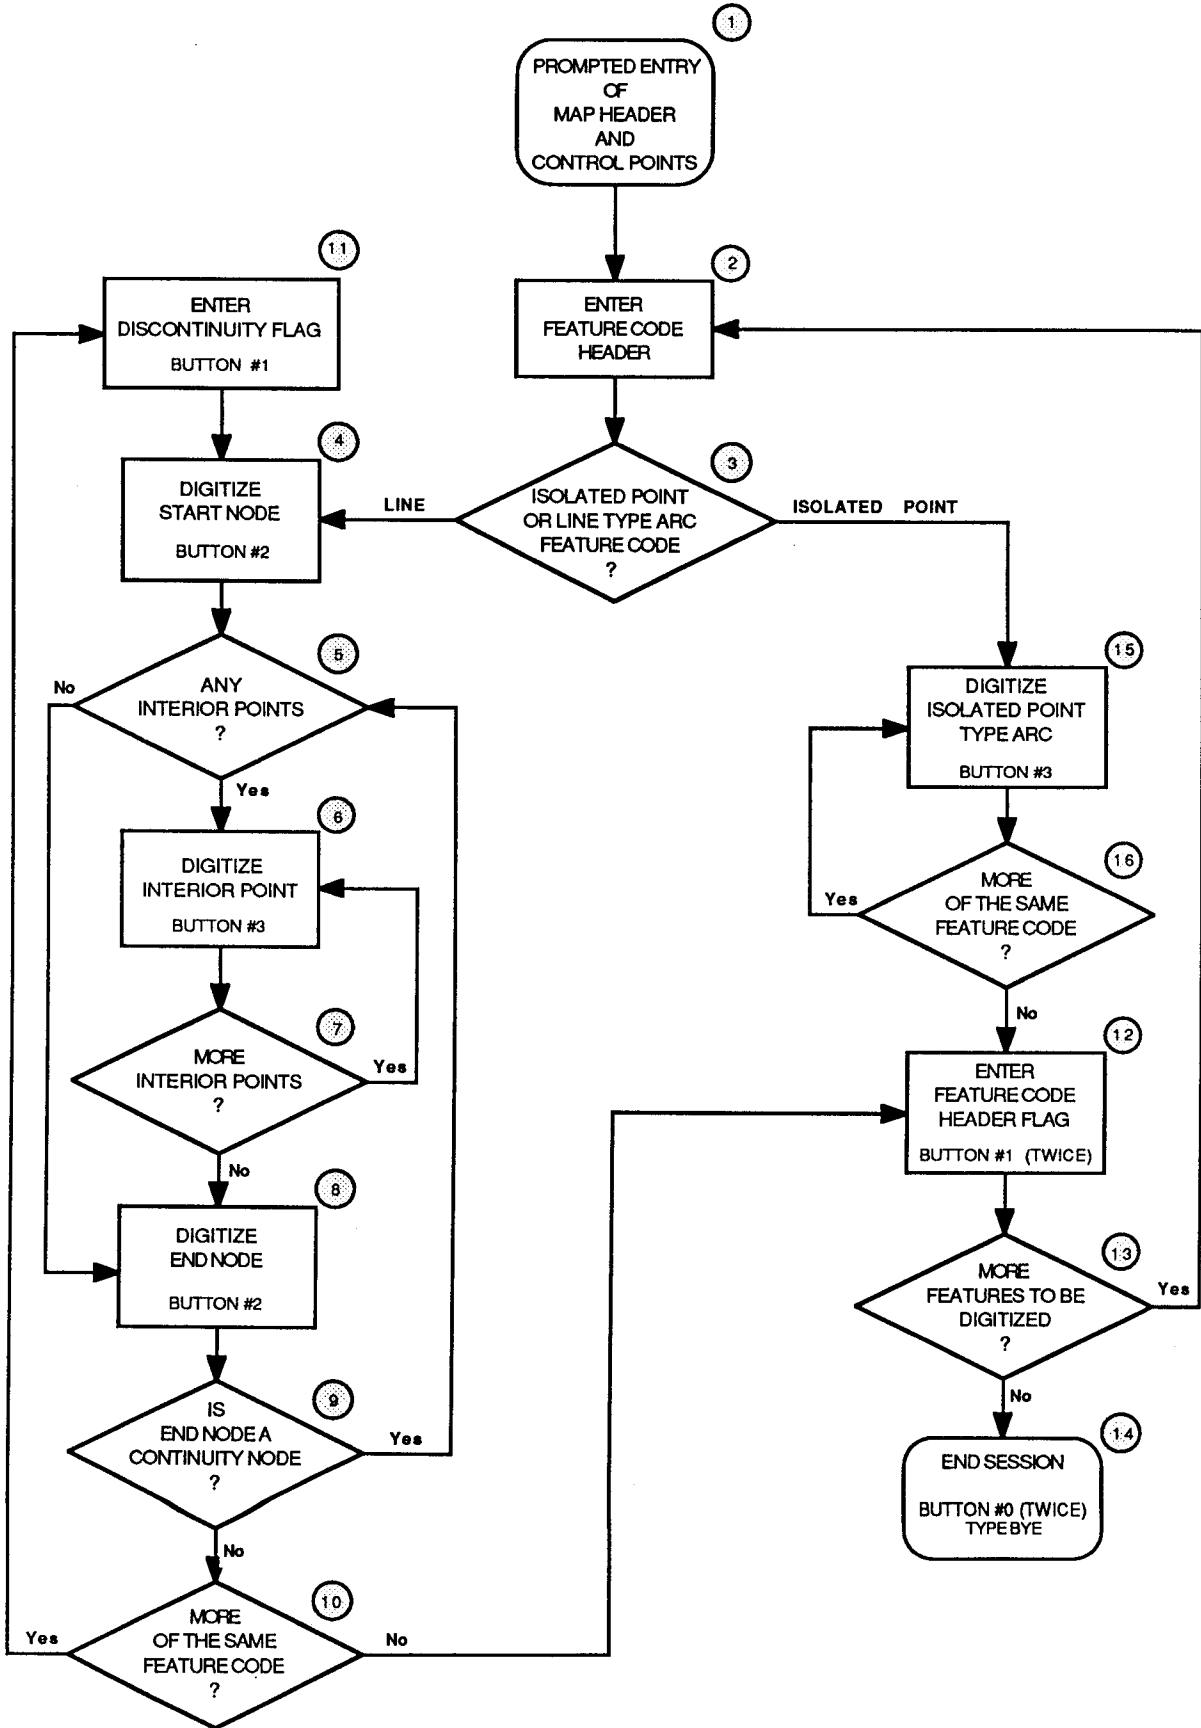 1
PROMPTED ENTRY
OF
MAP HEADER
AND
CONTROL POINTS
2
ENTER
FEATURE CODE
HEADER
3
ISOLATED POINT
OR LINE TYPE ARC
FEATURE CODE
?
LINE
ISOLATED POINT
11
ENTER
DISCONTINUITY FLAG
BUTTON #1
4
DIGITIZE
START NODE
BUTTON #2
5
ANY
INTERIOR POINTS
?
No
Yes
6
DIGITIZE
INTERIOR POINT
BUTTON #3
7
MORE
INTERIOR POINTS
?
Yes
No
8
DIGITIZE
END NODE
BUTTON #2
9
IS
END NODE A
CONTINUITY NODE
?
Yes
No
10
MORE
OF THE SAME
FEATURE CODE
?
Yes
No
15
DIGITIZE
ISOLATED POINT
TYPE ARC
BUTTON #3
16
MORE
OF THE SAME
FEATURE CODE
?
Yes
No
12
ENTER
FEATURE CODE
HEADER FLAG
BUTTON #1 (TWICE)
13
MORE
FEATURES TO BE
DIGITIZED
?
Yes
No
14
END SESSION
BUTTON #0 (TWICE)
TYPE BYE